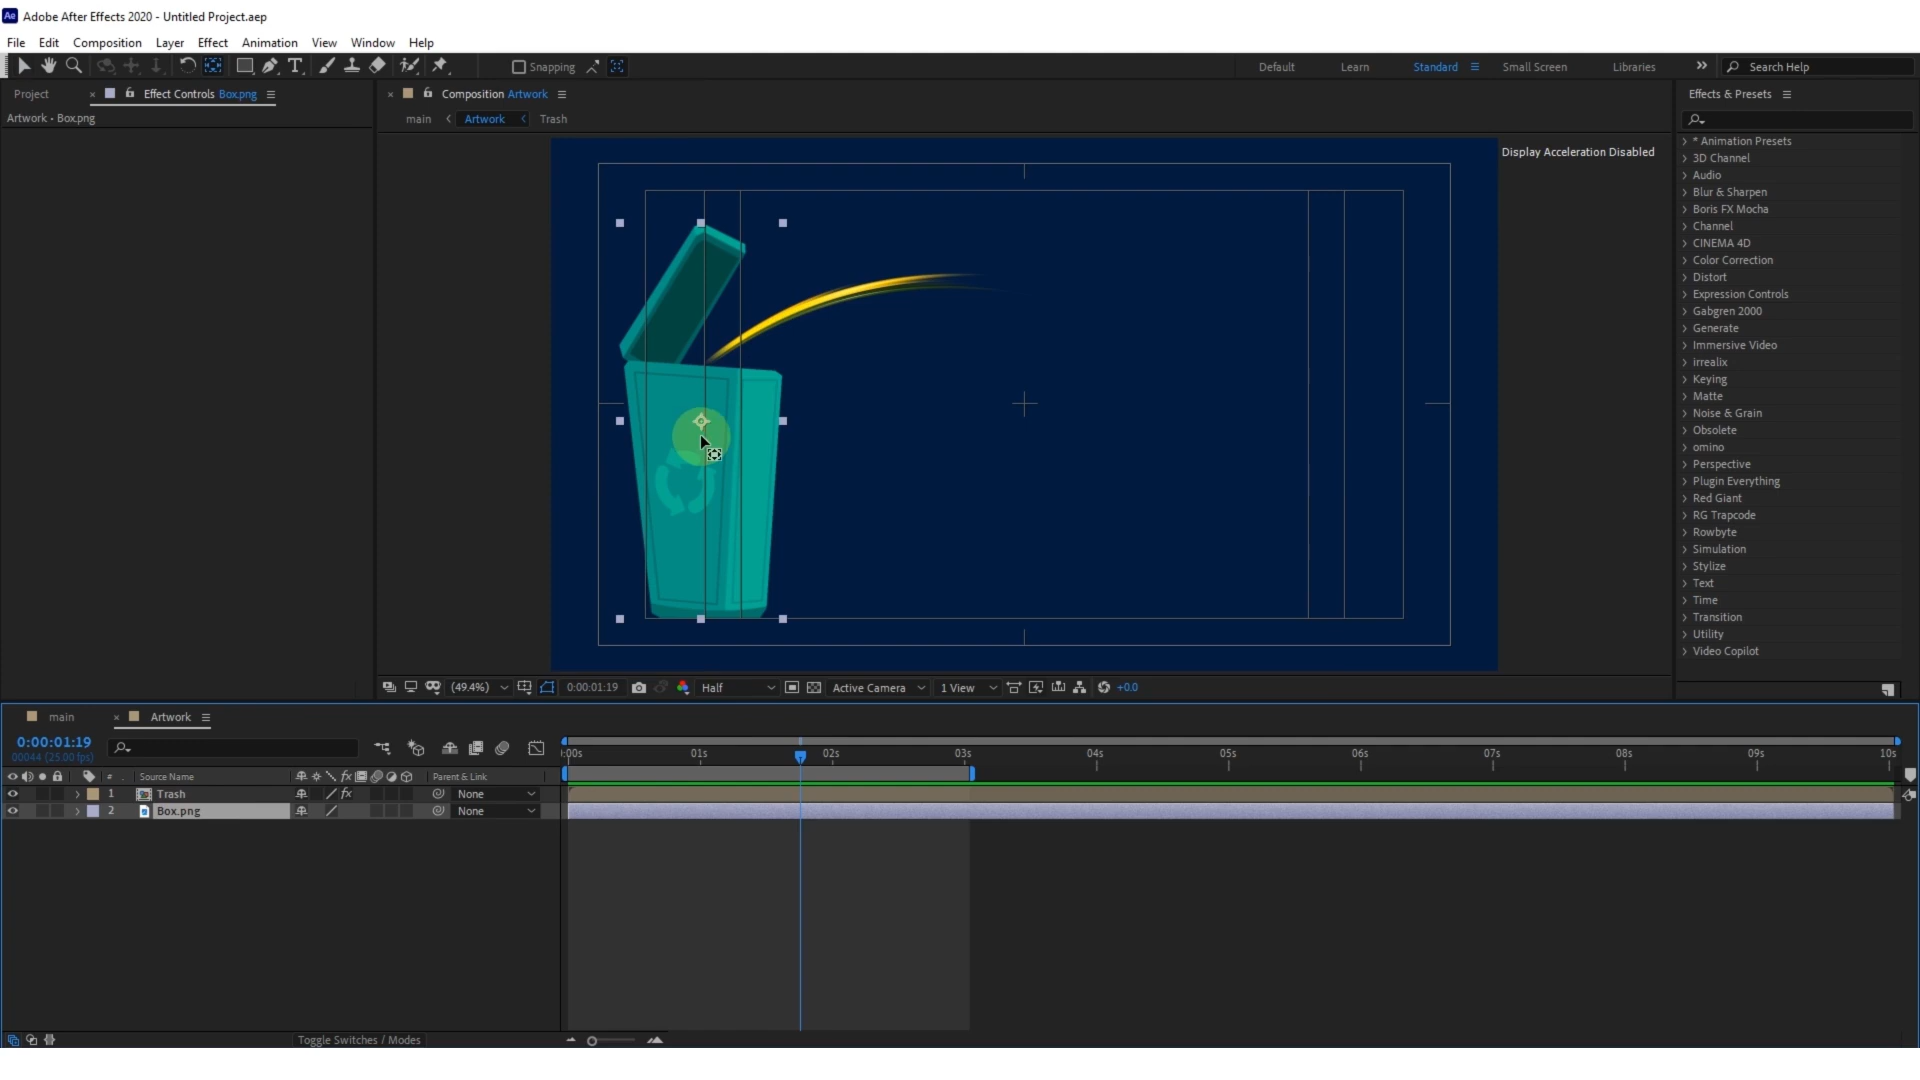 Ae Adobe After Effects 2020 - Untitled Project.aep
File Edit Composition Layer Effect Animation View Window Help
Snapping Default Learn Standard Small Screen Libraries Search Help
Project Effect Controls Box.png
Artwork • Box.png
Composition Artwork
main Artwork Trash
Display Acceleration Disabled
Effects & Presets
* Animation Presets
3D Channel
Audio
Blur & Sharpen
Boris FX Mocha
Channel
CINEMA 4D
Color Correction
Distort
Expression Controls
Gabgren 2000
Generate
Immersive Video
irrealix
Keying
Matte
Noise & Grain
Obsolete
omino
Perspective
Plugin Everything
Red Giant
RG Trapcode
Rowbyte
Simulation
Stylize
Text
Time
Transition
Utility
Video Copilot
(49.4%) 0:00:01:19 Half Active Camera 1 View +0.0
main Artwork
0:00:01:19
00044 (25.00 fps)
:00s 01s 02s 03s 04s 05s 06s 07s 08s 09s 10s
# . Source Name fx Parent & Link
1 Trash fx None
2 Box.png None
Toggle Switches / Modes